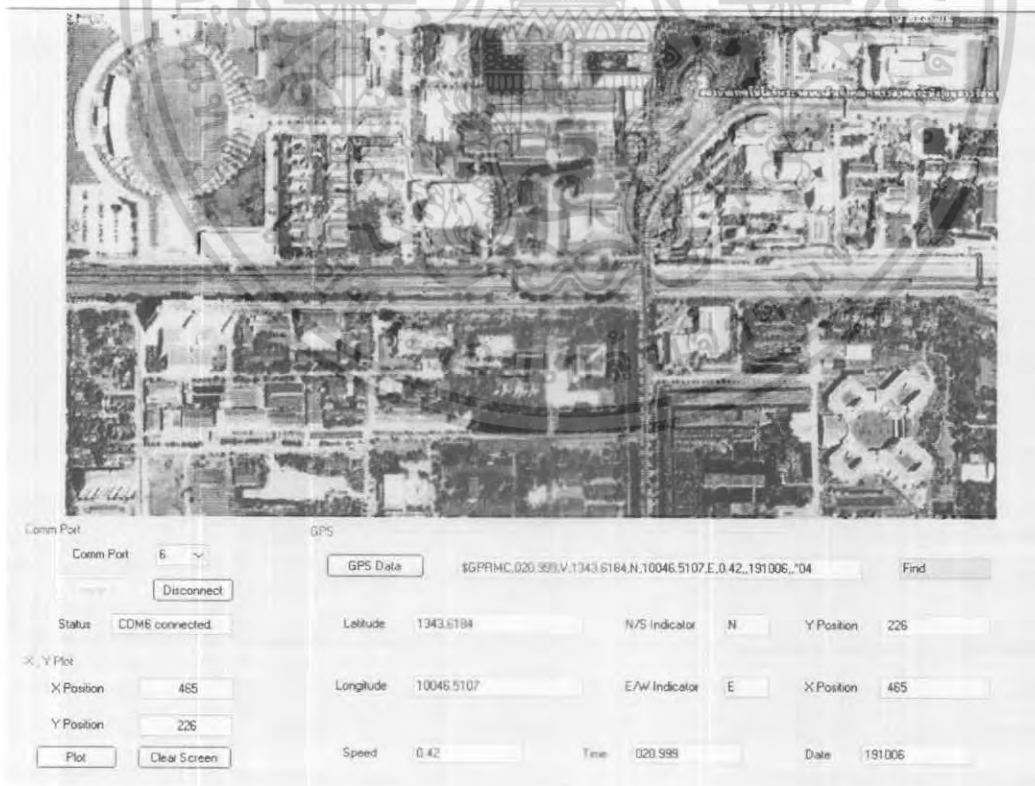 Comm Port
GPS
Comm Port 6
GPS Data $GPRMC,020.999,V,1343.6184,N,10046.5107,E,0.42,,191006,,*04 Find
Disconnect
Status COM6 connected.
Latitude 1343.6184 N/S Indicator N Y Position 226
X,Y Plot
X Position 465
Longitude 10046.5107 E/W Indicator E X Position 465
Y Position 226
Plot Clear Screen
Speed 0.42 Time 020.999 Date 191006